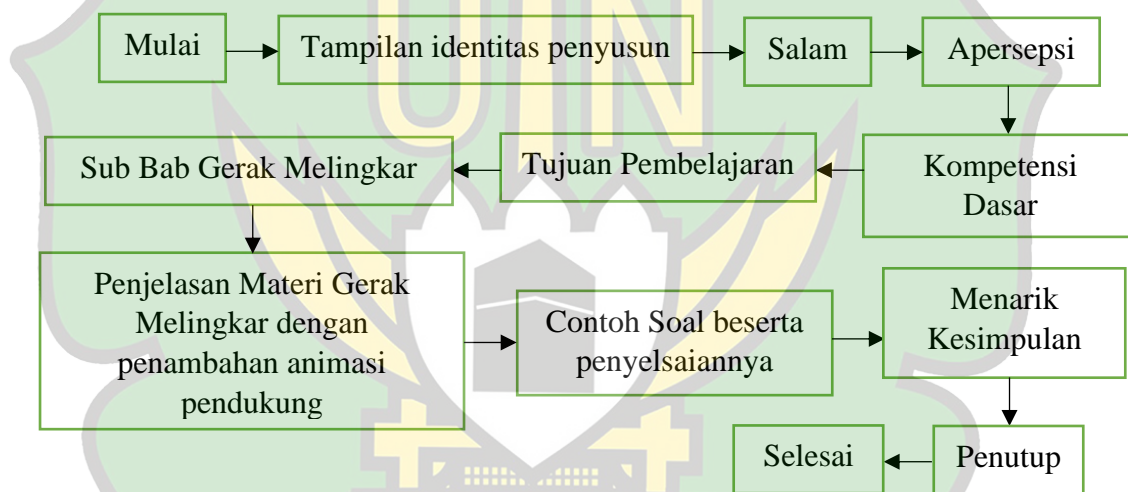 Mulai
Tampilan identitas penyusun
Salam
Apersepsi
Kompetensi
Dasar
Tujuan Pembelajaran
Sub Bab Gerak Melingkar
Penjelasan Materi Gerak
Melingkar dengan
penambahan animasi
pendukung
Contoh Soal beserta
penyelsaiannya
Menarik
Kesimpulan
Penutup
Selesai
UIN